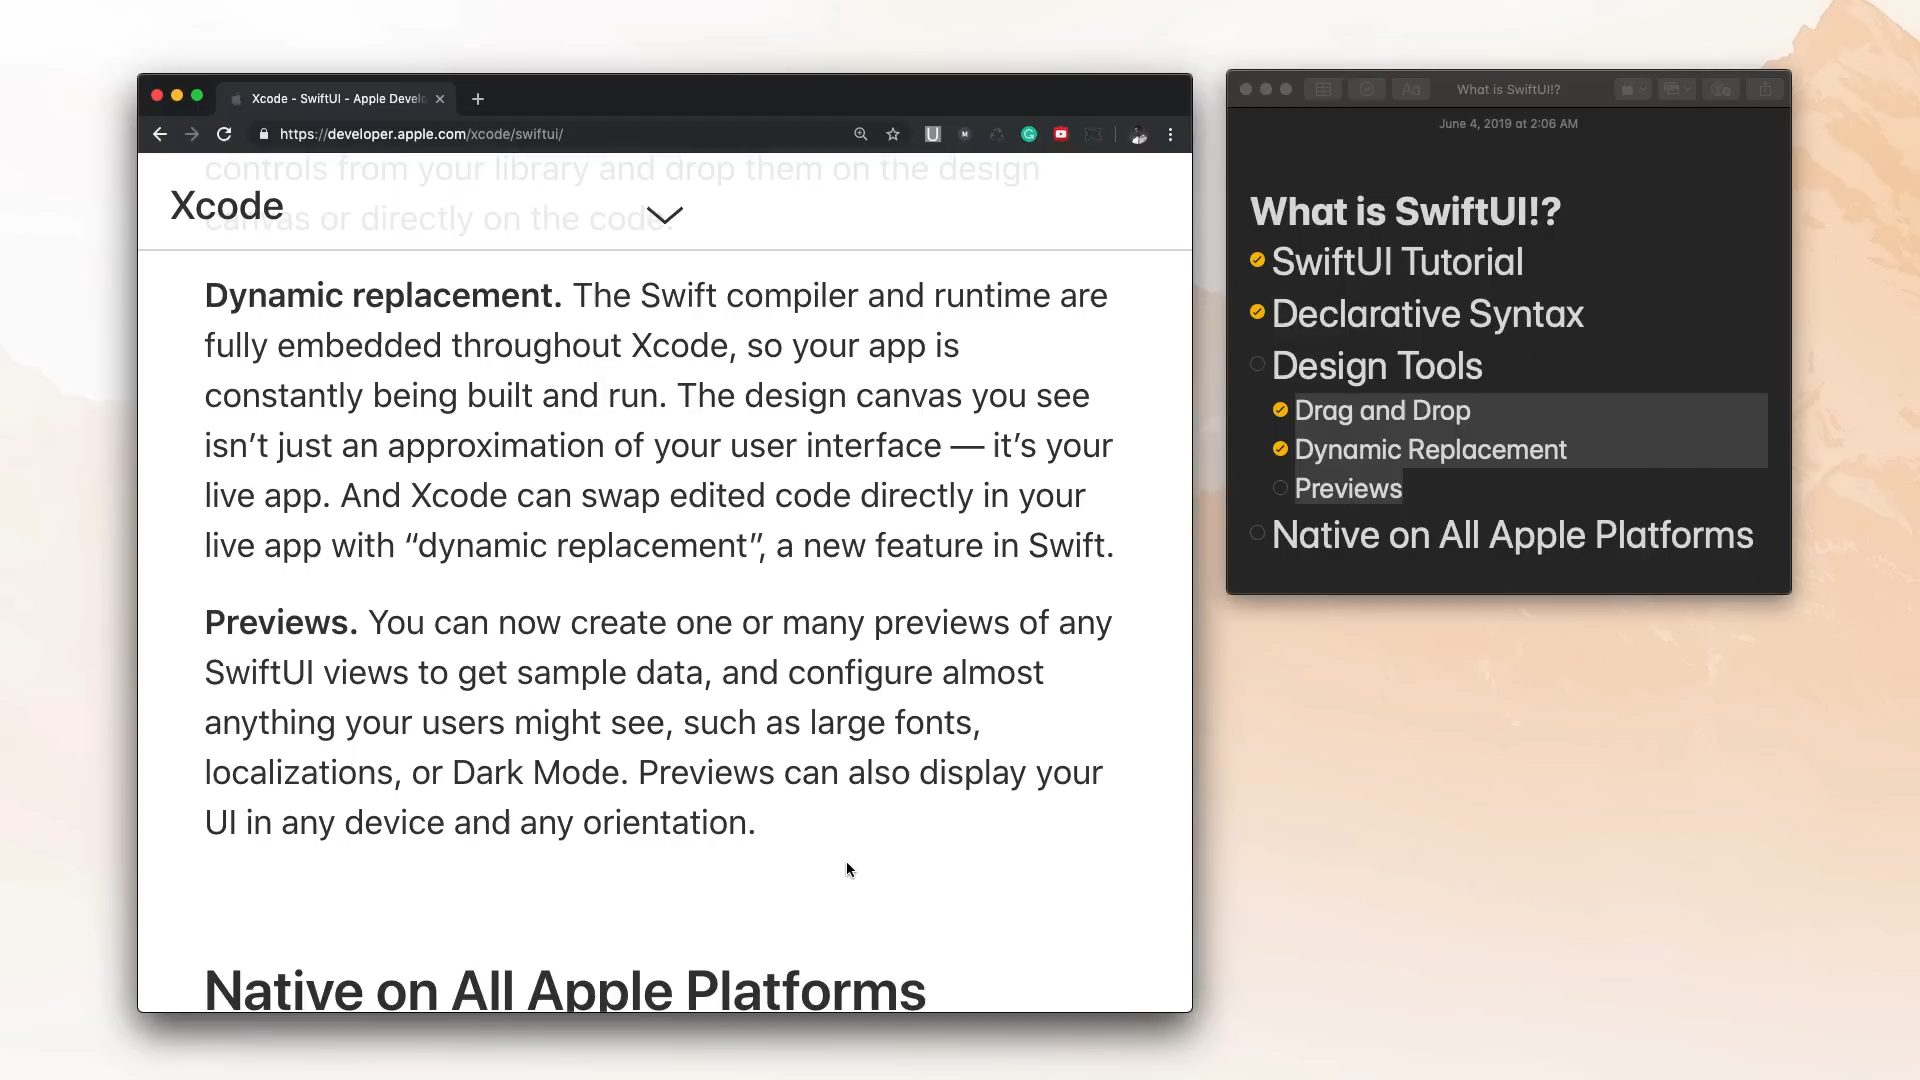 Xcode - SwiftUI - Apple Devel
https://developer.apple.com/xcode/swiftui/
controls from your library and drop them on the design
canvas or directly on the code.
Xcode
Dynamic replacement. The Swift compiler and runtime are
fully embedded throughout Xcode, so your app is
constantly being built and run. The design canvas you see
isn’t just an approximation of your user interface — it’s your
live app. And Xcode can swap edited code directly in your
live app with “dynamic replacement”, a new feature in Swift.
Previews. You can now create one or many previews of any
SwiftUI views to get sample data, and configure almost
anything your users might see, such as large fonts,
localizations, or Dark Mode. Previews can also display your
UI in any device and any orientation.
Native on All Apple Platforms
Aa
What is SwiftUI!?
June 4, 2019 at 2:06 AM
What is SwiftUI!?
SwiftUI Tutorial
Declarative Syntax
Design Tools
Drag and Drop
Dynamic Replacement
Previews
Native on All Apple Platforms